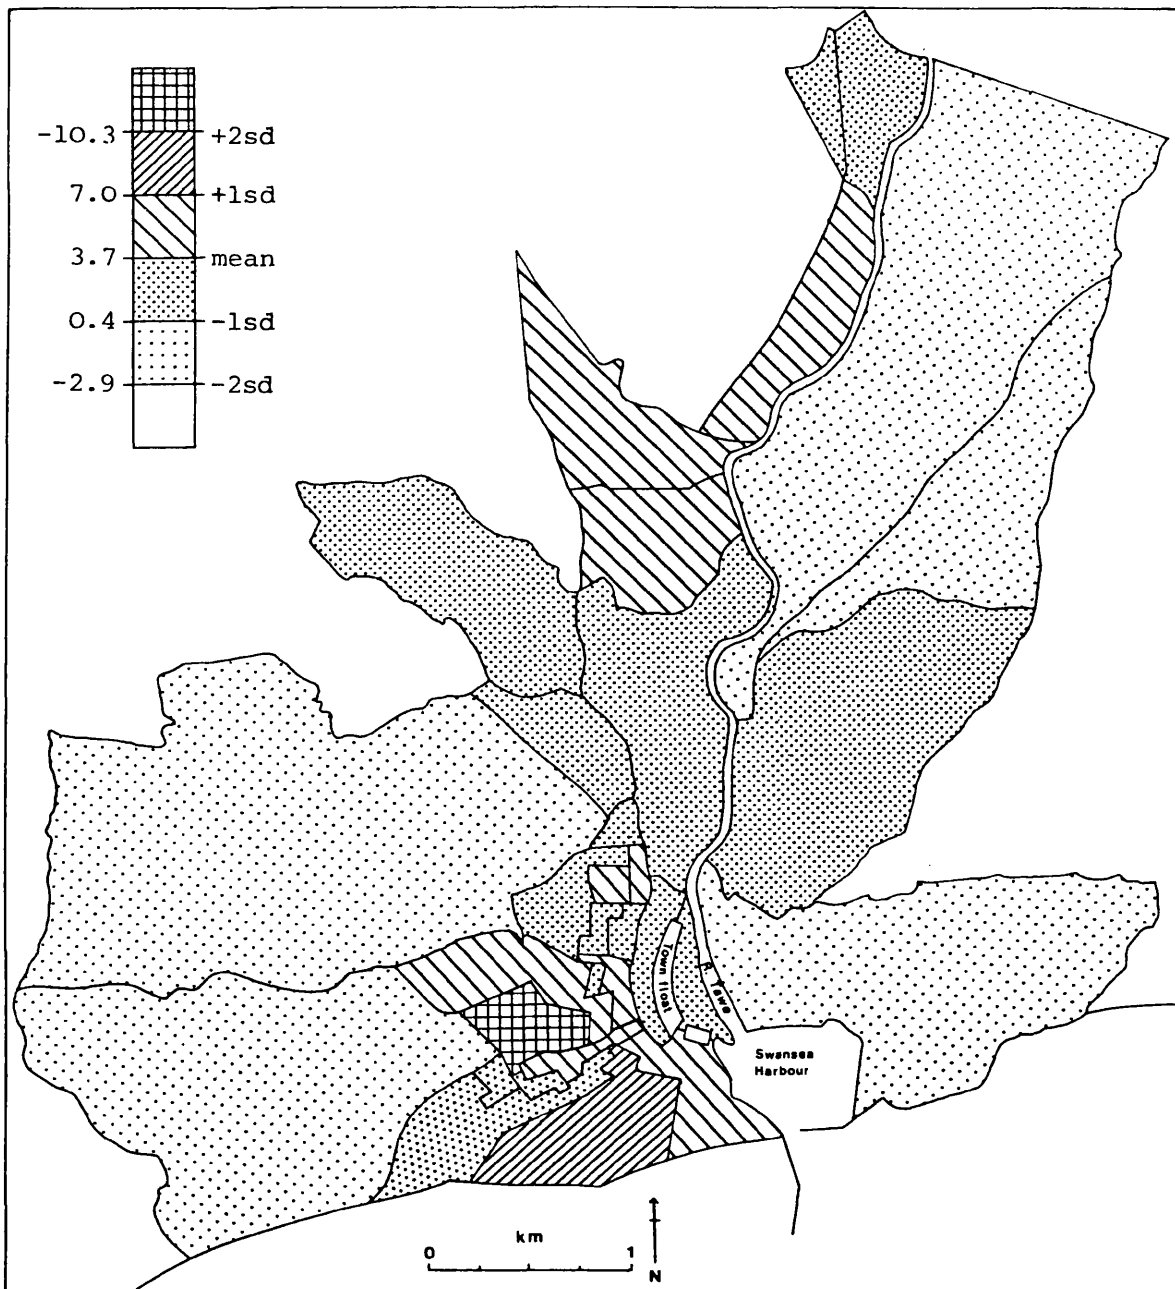 -10.3 +2sd
7.0 +1sd
3.7 mean
0.4 -1sd
-2.9 -2sd
Town float
R. Tawe
Swansea
Harbour
km
0 1
N